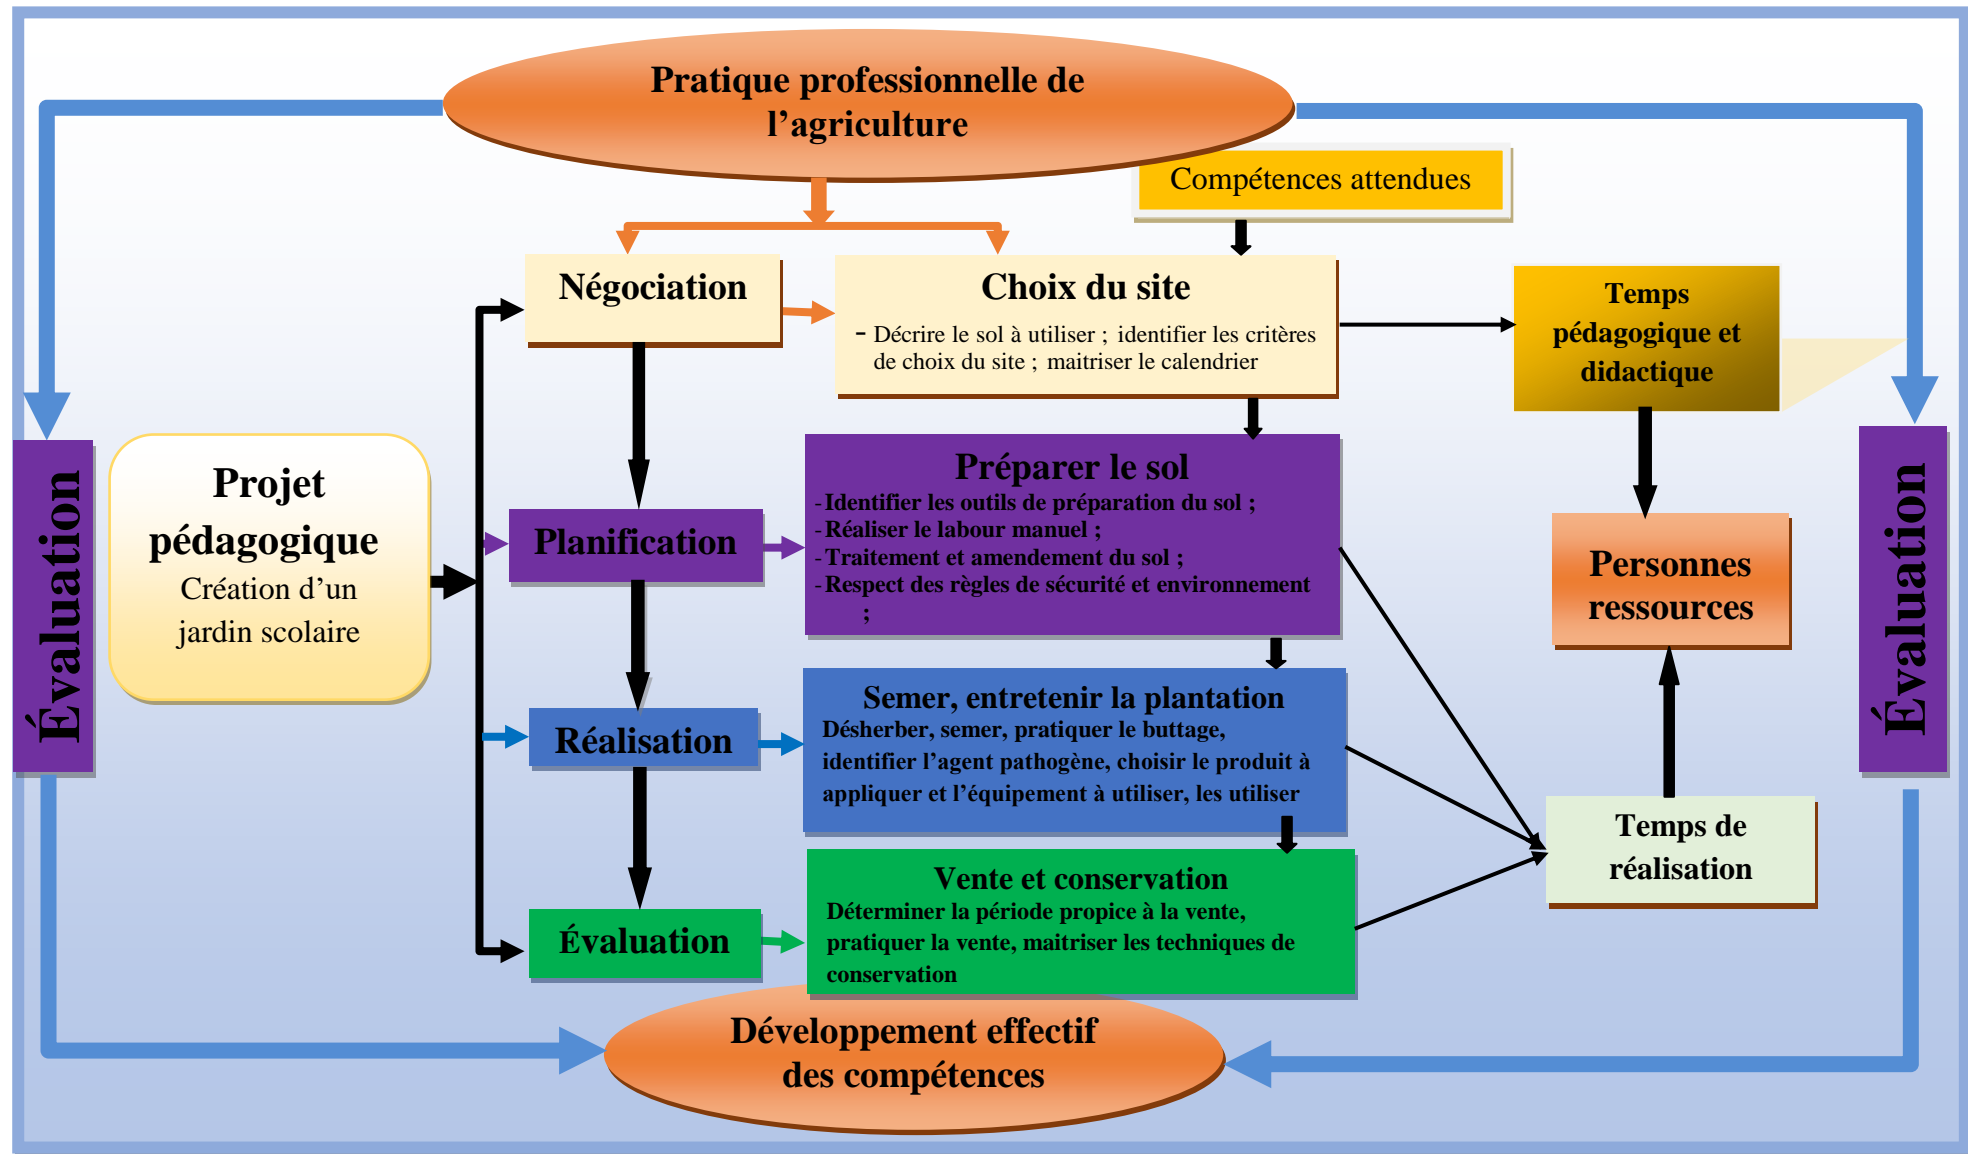 Pratique professionnelle de
l’agriculture
Compétences attendues
Négociation
Choix du site
- Décrire le sol à utiliser ; identifier les critères
de choix du site ; maitriser le calendrier
Temps
pédagogique et
didactique
Évaluation
Projet
pédagogique
Création d’un
jardin scolaire
Planification
Préparer le sol
- Identifier les outils de préparation du sol ;
- Réaliser le labour manuel ;
- Traitement et amendement du sol ;
- Respect des règles de sécurité et environnement
;
Personnes
ressources
Évaluation
Réalisation
Semer, entretenir la plantation
Désherber, semer, pratiquer le buttage,
identifier l’agent pathogène, choisir le produit à
appliquer et l’équipement à utiliser, les utiliser
Temps de
réalisation
Évaluation
Vente et conservation
Déterminer la période propice à la vente,
pratiquer la vente, maitriser les techniques de
conservation
Développement effectif
des compétences